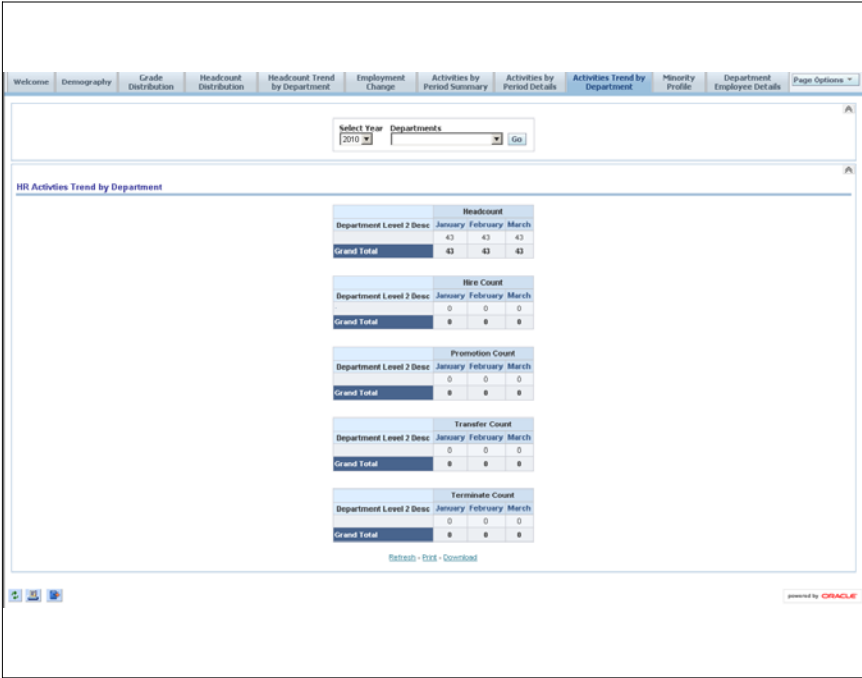 Welcome Demography Grade Distribution Headcount Distribution Headcount Trend by Department Employment Change Activities by Period Summary Activities by Period Details Activities Trend by Department Minority Profile Department Employee Details Page Options
Select Year Departments
2010 Go
HR Activties Trend by Department
Headcount
Department Level 2 Desc January February March
43 43 43
Grand Total 43 43 43
Hire Count
Department Level 2 Desc January February March
0 0 0
Grand Total 0 0 0
Promotion Count
Department Level 2 Desc January February March
0 0 0
Grand Total 0 0 0
Transfer Count
Department Level 2 Desc January February March
0 0 0
Grand Total 0 0 0
Terminate Count
Department Level 2 Desc January February March
0 0 0
Grand Total 0 0 0
Refresh - Print - Download
powered by ORACLE